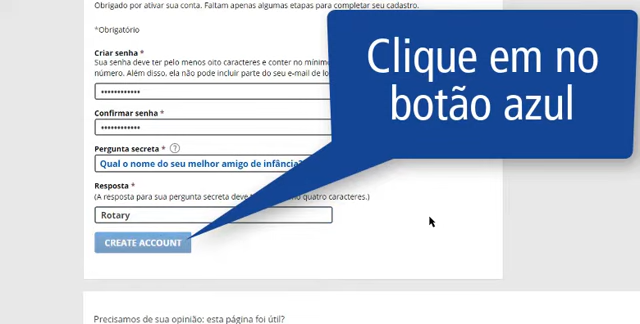 Obrigado por ativar sua conta. Faltam apenas algumas etapas para completar seu cadastro.
*Obrigatório
Clique em no
botão azul
Criar senha *
Sua senha deve ter pelo menos oito caracteres e conter no mínimo
número. Além disso, ela não pode incluir parte do seu e-mail de
••••••••••••
Confirmar senha *
••••••••••••
Pergunta secreta * ?
Qual o nome do seu melhor amigo de infância?
Resposta *
(A resposta para sua pergunta secreta deve quatro caracteres.)
Rotary
CREATE ACCOUNT
Precisamos de sua opinião: esta página foi útil?